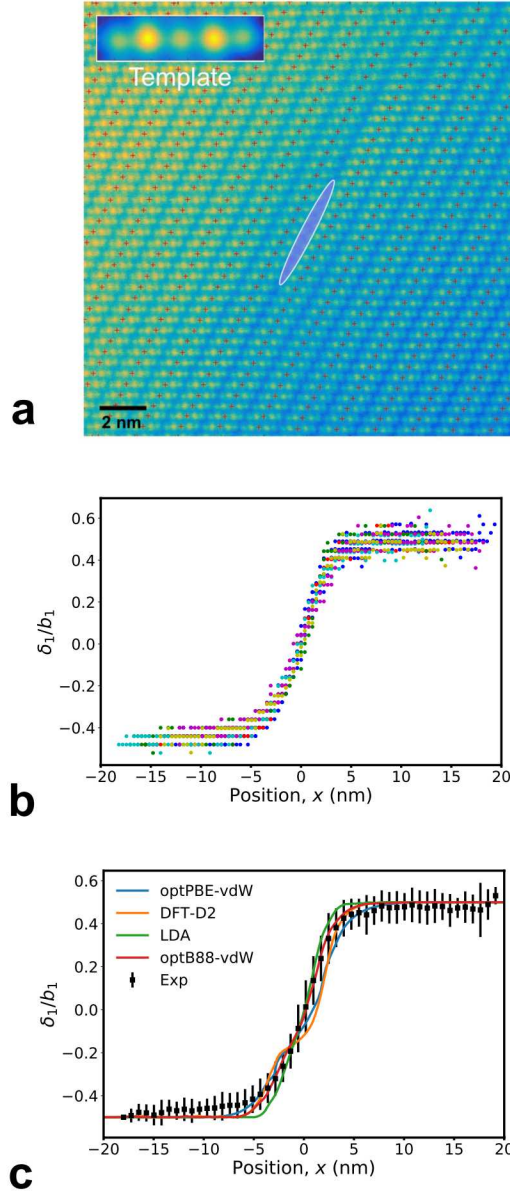 Template
2 nm
a
0.6
0.4
0.2
0.0
−0.2
−0.4
δ₁/b₁
−20 −15 −10 −5 0 5 10 15 20
Position, x (nm)
b
optPBE-vdW
DFT-D2
LDA
optB88-vdW
Exp
0.6
0.4
0.2
0.0
−0.2
−0.4
δ₁/b₁
−20 −15 −10 −5 0 5 10 15 20
Position, x (nm)
c